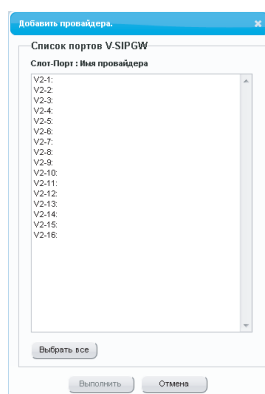 Добавить провайдера.
Список портов V-SIPGW
Слот-Порт : Имя провайдера
V2-1:
V2-2:
V2-3:
V2-4:
V2-5:
V2-6:
V2-7:
V2-8:
V2-9:
V2-10:
V2-11:
V2-12:
V2-13:
V2-14:
V2-15:
V2-16:
Выбрать все
Выполнить Отмена